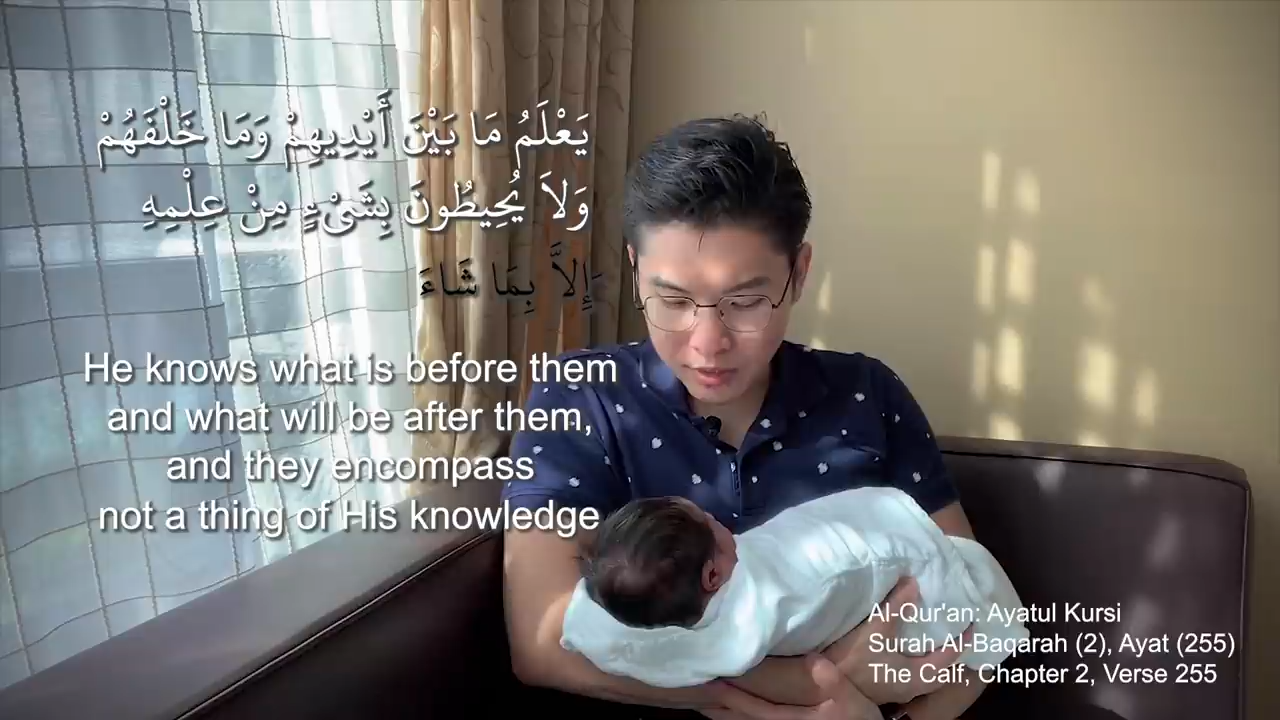 يَعْلَمُ مَا بَيْنَ أَيْدِيهِمْ وَمَا خَلْفَهُمْ
وَلاَ يُحِيطُونَ بِشَيْءٍ مِنْ عِلْمِهِ
إِلاَّ بِمَا شَاءَ
He knows what is before them
and what will be after them,
and they encompass
not a thing of His knowledge
Al-Qur'an: Ayatul Kursi
Surah Al-Baqarah (2), Ayat (255)
The Calf, Chapter 2, Verse 255